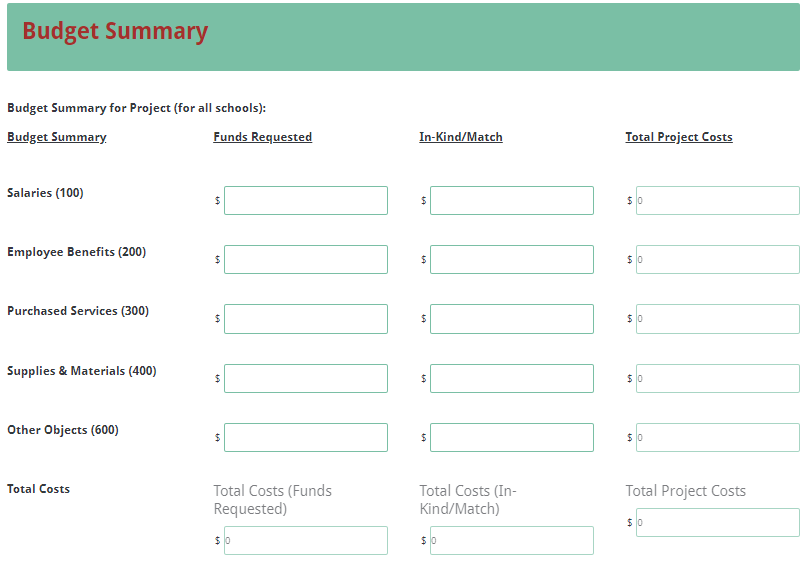 Budget Summary
Budget Summary for Project (for all schools):
Budget Summary Funds Requested In-Kind/Match Total Project Costs
Salaries (100) $ $ $ 0
Employee Benefits (200) $ $ $ 0
Purchased Services (300) $ $ $ 0
Supplies & Materials (400) $ $ $ 0
Other Objects (600) $ $ $ 0
Total Costs Total Costs (Funds Total Costs (In- Total Project Costs
Requested) Kind/Match) $ 0
$ 0 $ 0